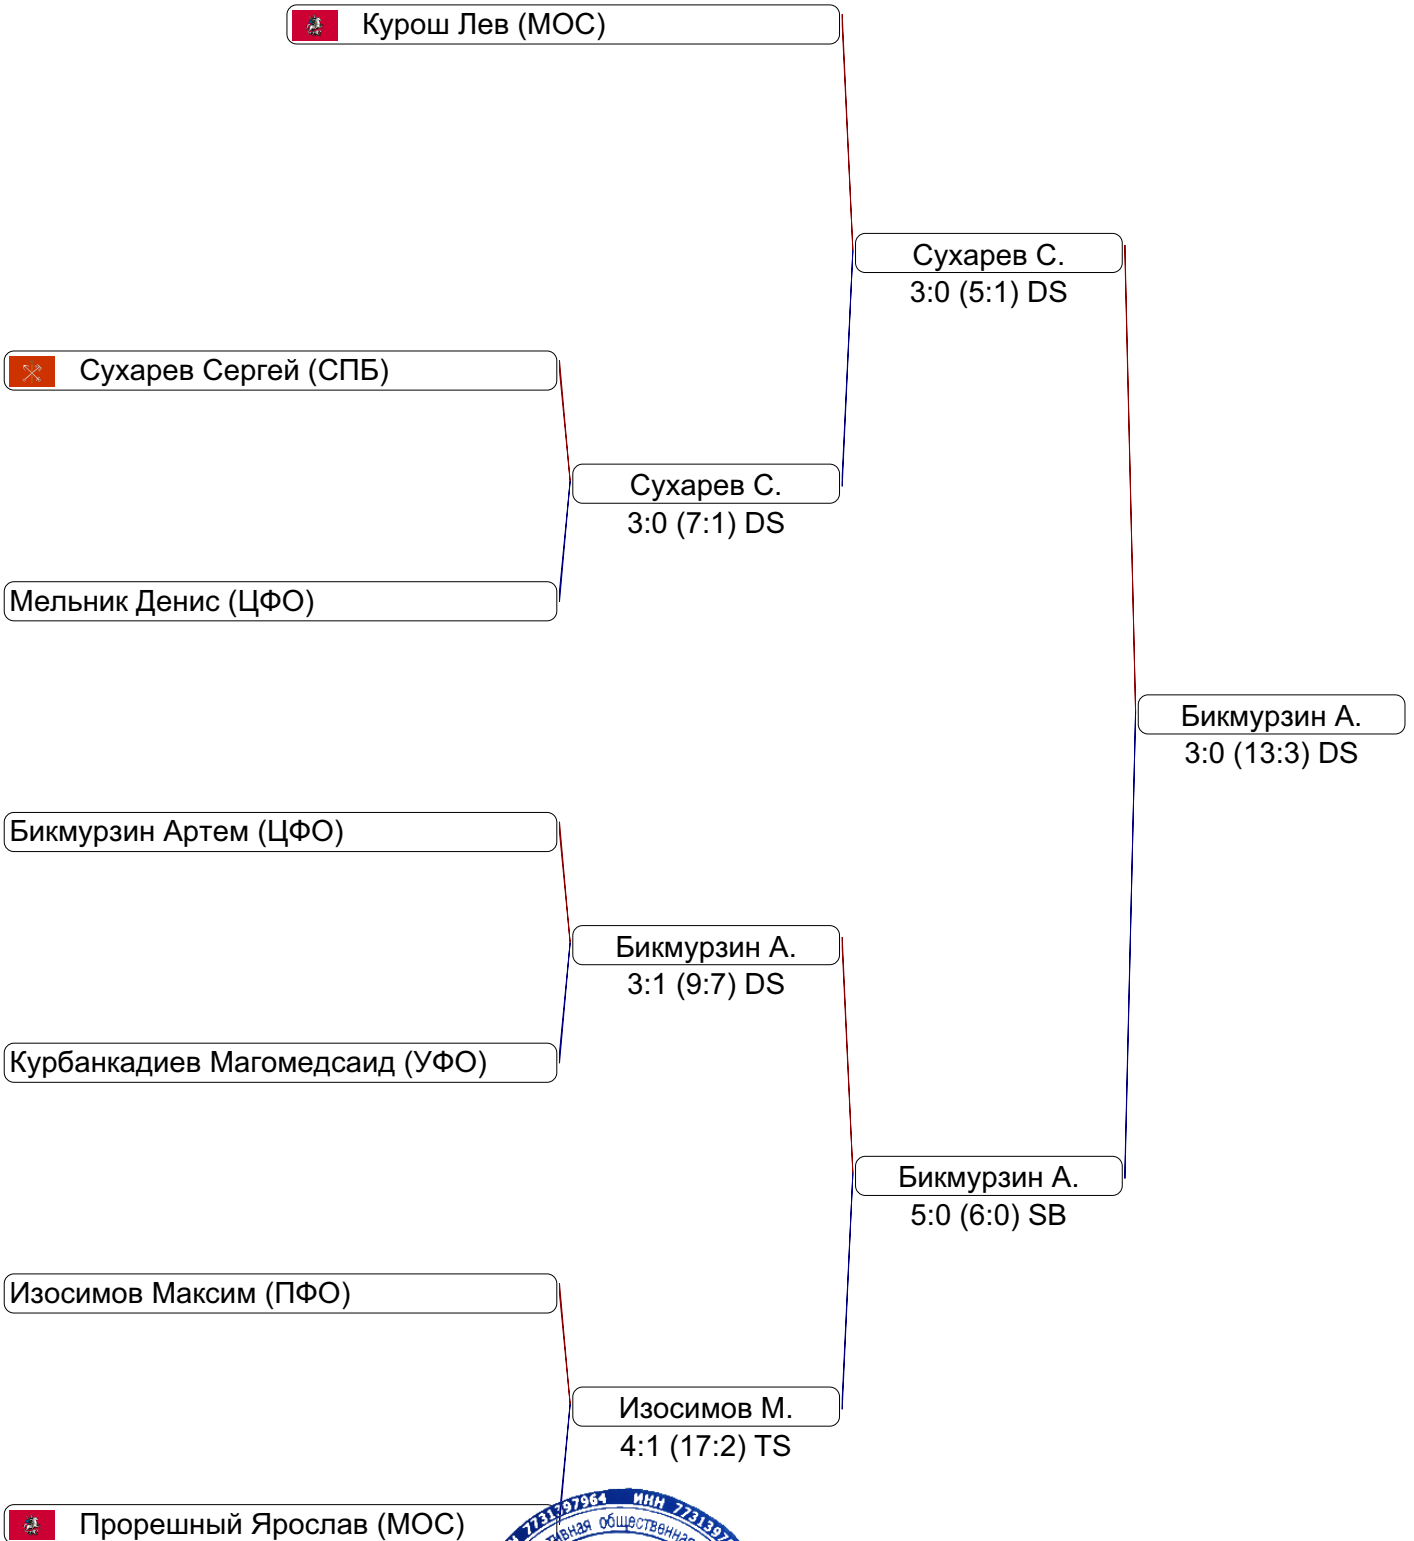 Курош Лев (МОС)
Сухарев С.
3:0 (5:1) DS
Сухарев Сергей (СПБ)
Сухарев С.
3:0 (7:1) DS
Мельник Денис (ЦФО)
Бикмурзин А.
3:0 (13:3) DS
Бикмурзин Артем (ЦФО)
Бикмурзин А.
3:1 (9:7) DS
Курбанкадиев Магомедсаид (УФО)
Бикмурзин А.
5:0 (6:0) SB
Изосимов Максим (ПФО)
Изосимов М.
4:1 (17:2) TS
Прорешный Ярослав (МОС)
ИНН
общественная